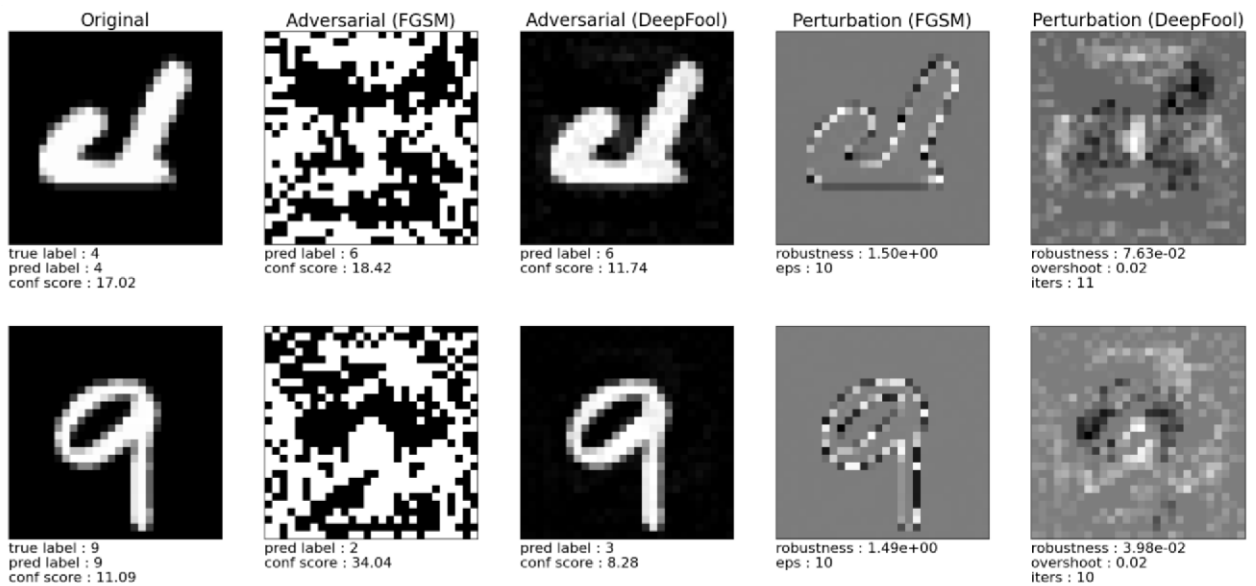 Original
Adversarial (FGSM)
Adversarial (DeepFool)
Perturbation (FGSM)
Perturbation (DeepFool)
true label : 4
pred label : 4
conf score : 17.02
pred label : 6
conf score : 18.42
pred label : 6
conf score : 11.74
robustness : 1.50e+00
eps : 10
robustness : 7.63e-02
overshoot : 0.02
iters : 11
true label : 9
pred label : 9
conf score : 11.09
pred label : 2
conf score : 34.04
pred label : 3
conf score : 8.28
robustness : 1.49e+00
eps : 10
robustness : 3.98e-02
overshoot : 0.02
iters : 10